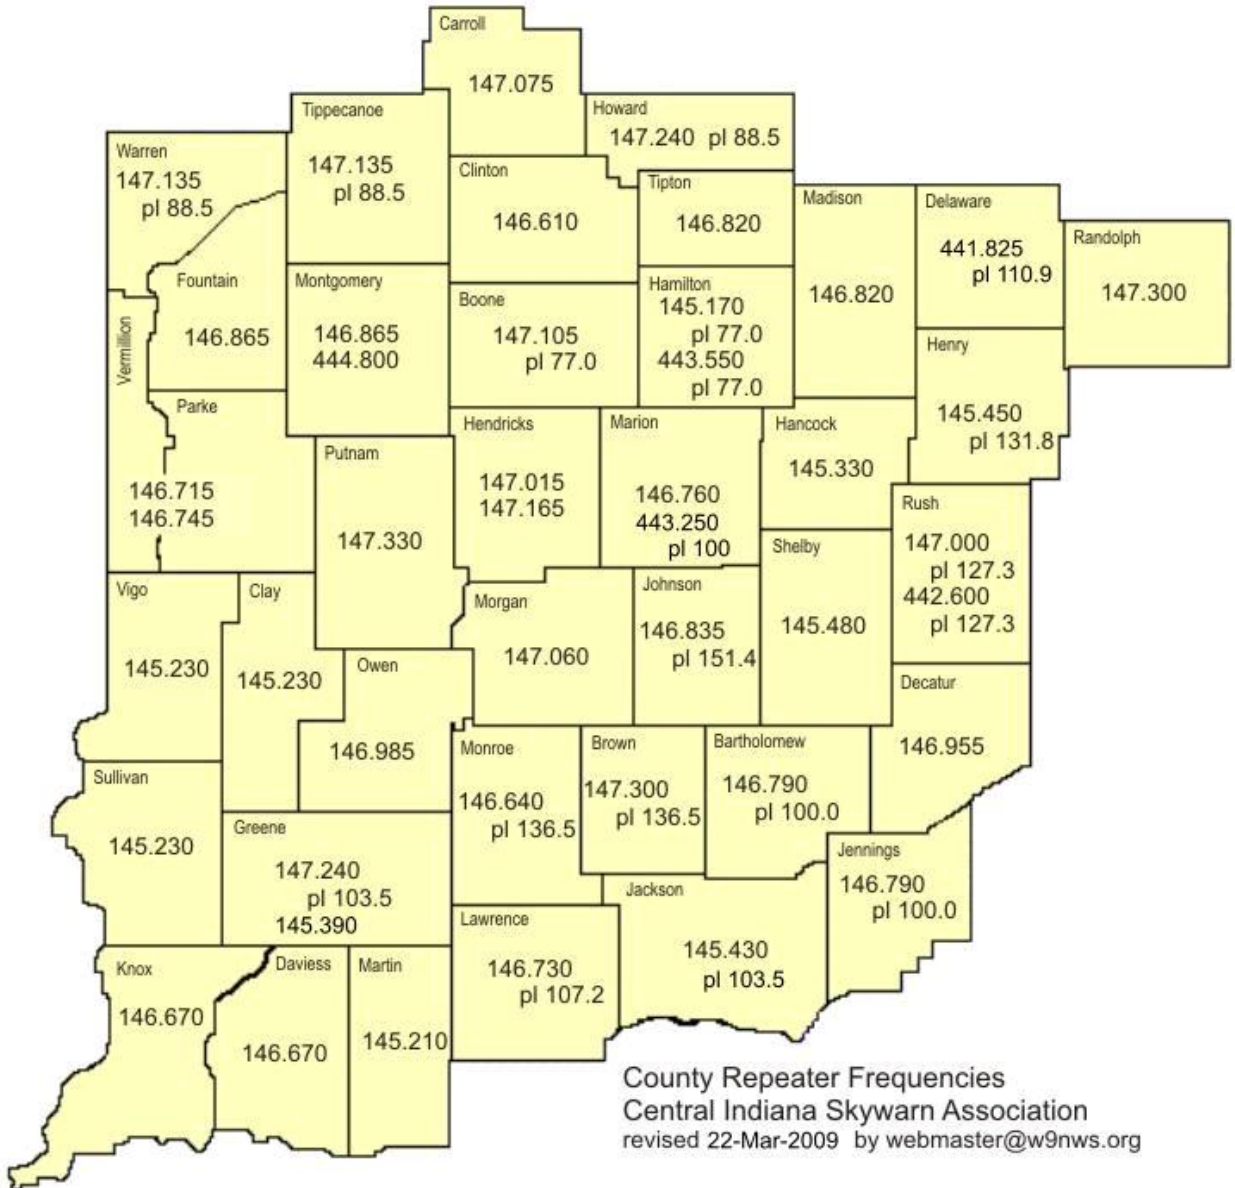 Carroll
147.075
Howard
147.240 pl 88.5
Tippecanoe
147.135
pl 88.5
Warren
147.135
pl 88.5
Clinton
146.610
Tipton
146.820
Madison
146.820
Delaware
441.825
pl 110.9
Randolph
147.300
Fountain
146.865
Montgomery
146.865
444.800
Boone
147.105
pl 77.0
Hamilton
145.170
pl 77.0
443.550
pl 77.0
Henry
145.450
pl 131.8
Vermillion
Parke
146.715
146.745
Putnam
147.330
Hendricks
147.015
147.165
Marion
146.760
443.250
pl 100
Hancock
145.330
Rush
147.000
pl 127.3
442.600
pl 127.3
Shelby
145.480
Vigo
145.230
Clay
145.230
Morgan
147.060
Johnson
146.835
pl 151.4
Owen
146.985
Decatur
146.955
Monroe
146.640
pl 136.5
Brown
147.300
pl 136.5
Bartholomew
146.790
pl 100.0
Sullivan
145.230
Greene
147.240
pl 103.5
145.390
Jennings
146.790
pl 100.0
Jackson
145.430
pl 103.5
Lawrence
146.730
pl 107.2
Knox
146.670
Daviess
146.670
Martin
145.210
County Repeater Frequencies
Central Indiana Skywarn Association
revised 22-Mar-2009 by webmaster@w9nws.org